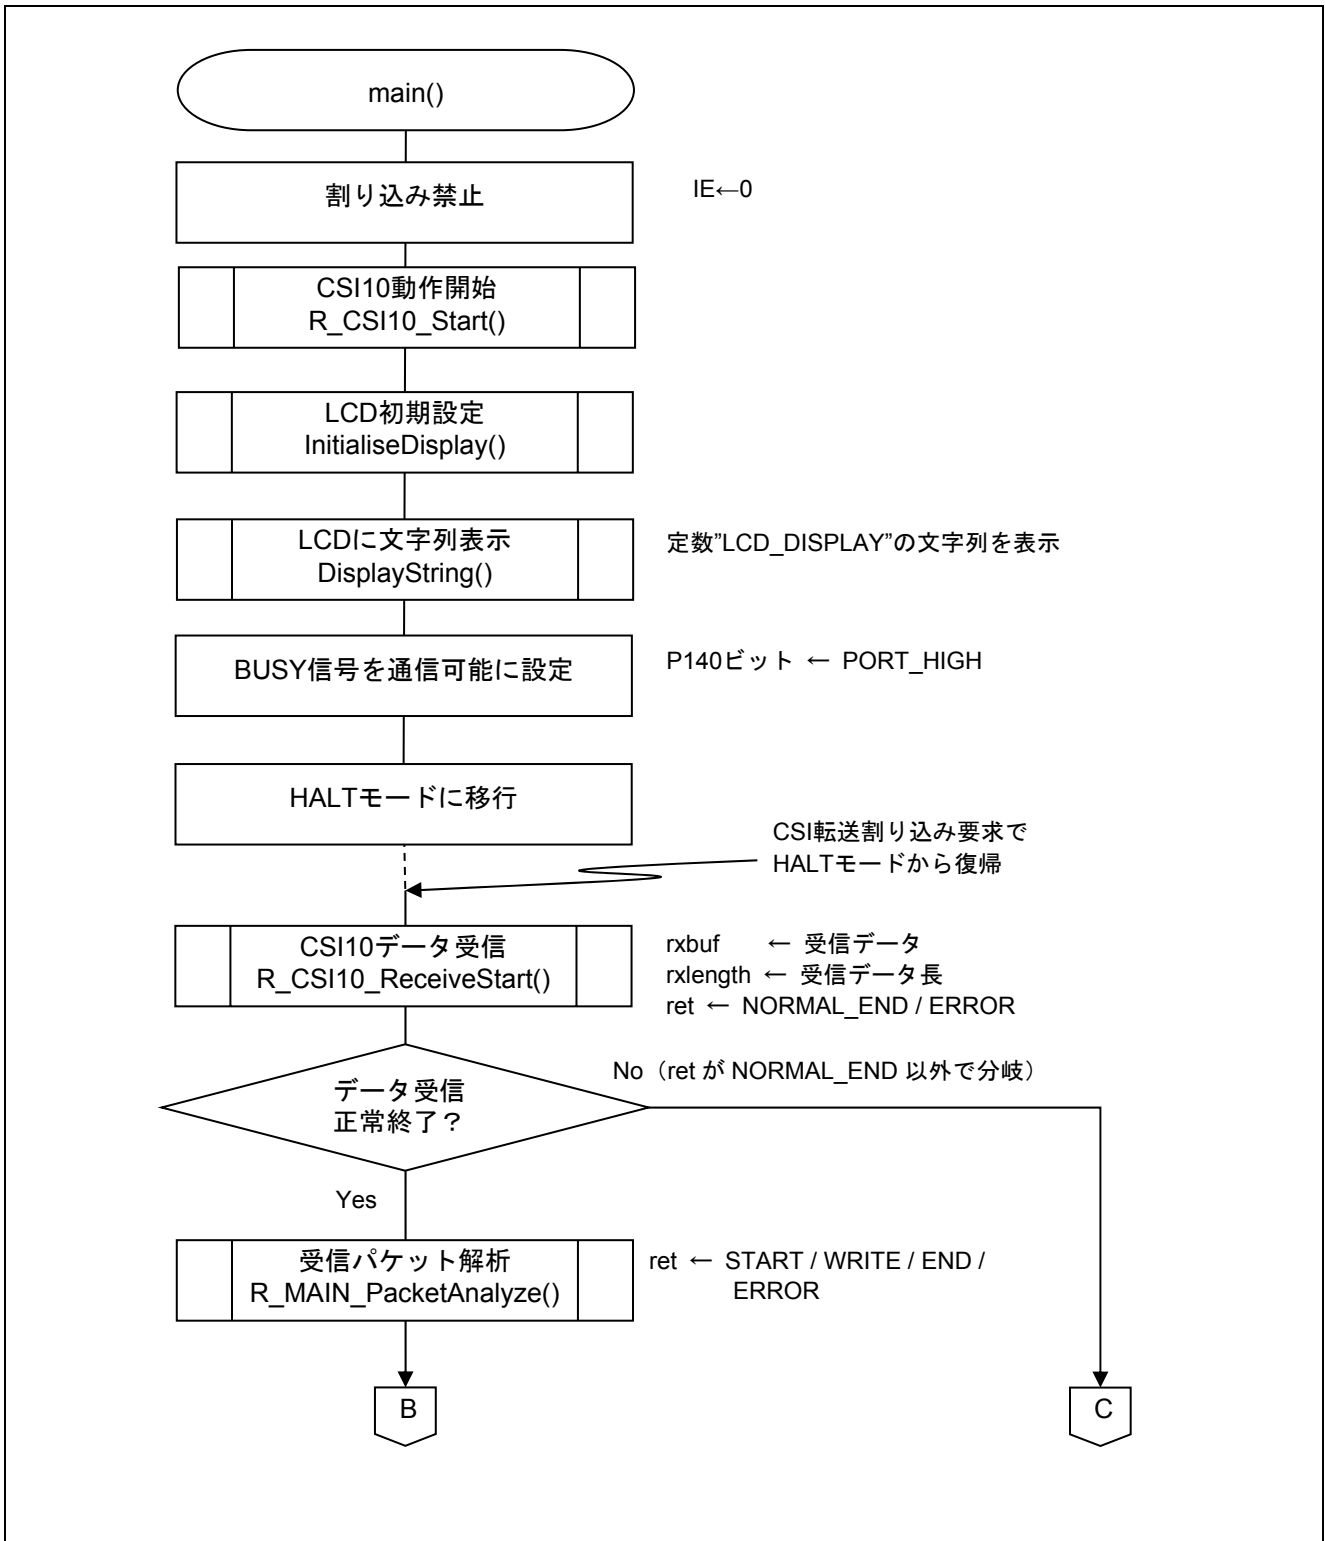 main()
割り込み禁止
IE←0
CSI10動作開始
R_CSI10_Start()
LCD初期設定
InitialiseDisplay()
LCDに文字列表示
DisplayString()
定数”LCD_DISPLAY”の文字列を表示
BUSY信号を通信可能に設定
P140ビット ← PORT_HIGH
HALTモードに移行
CSI転送割り込み要求で
HALTモードから復帰
CSI10データ受信
R_CSI10_ReceiveStart()
rxbuf ← 受信データ
rxlength ← 受信データ長
ret ← NORMAL_END / ERROR
データ受信
正常終了？
No（ret が NORMAL_END 以外で分岐）
Yes
受信パケット解析
R_MAIN_PacketAnalyze()
ret ← START / WRITE / END /
ERROR
B
C